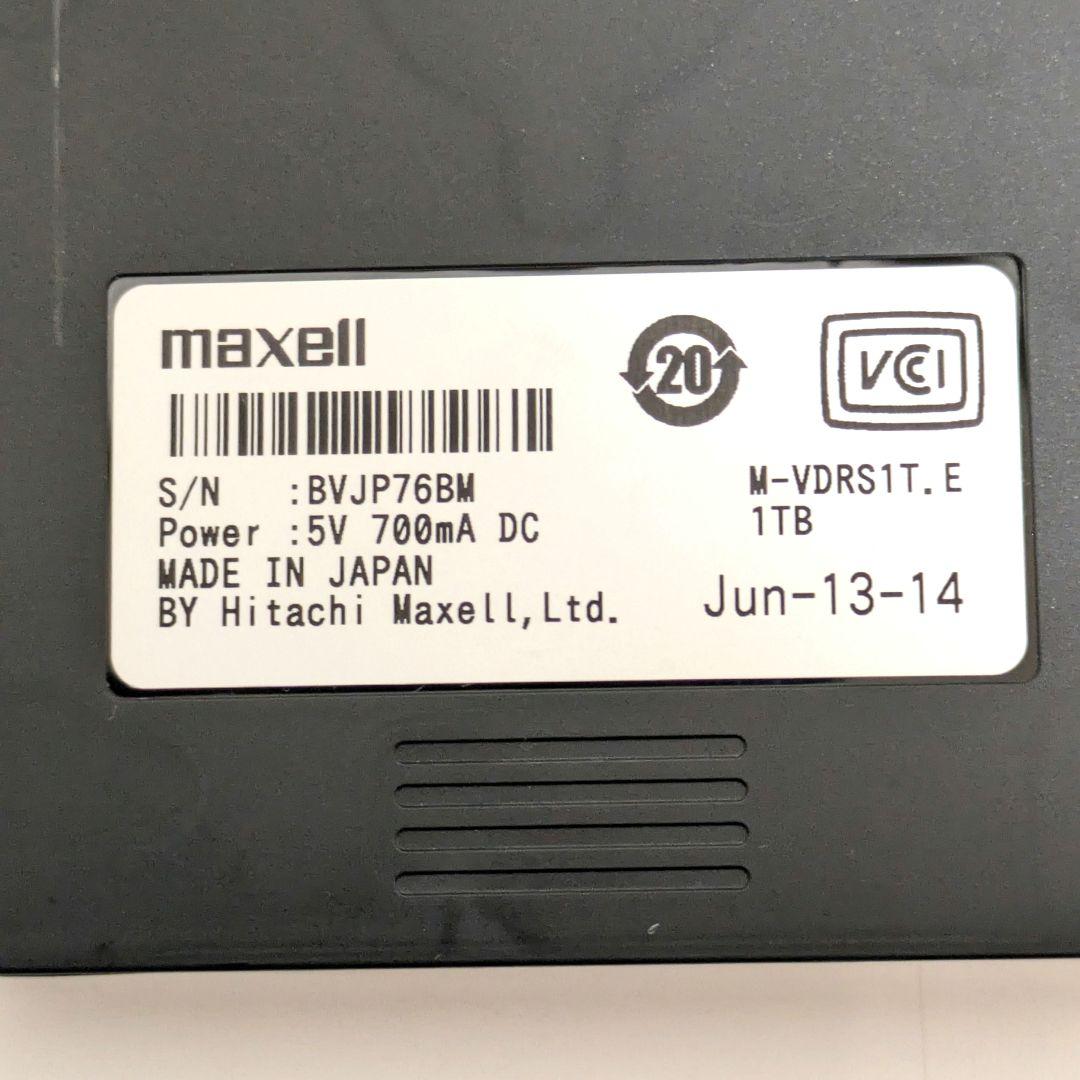 maxell
20
VCCI
S/N :BVJP76BM
Power :5V 700mA DC
MADE IN JAPAN
BY Hitachi Maxell,Ltd.
M-VDRS1T.E
1TB
Jun-13-14